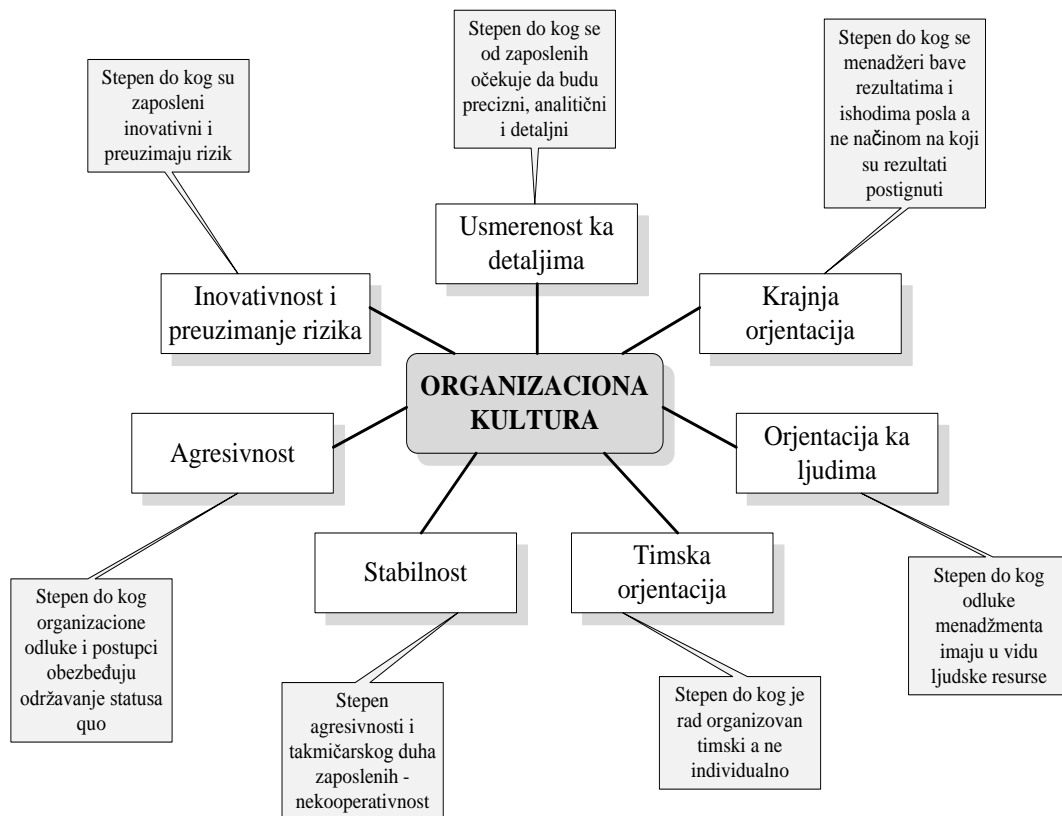 Stepen do kog su
zaposleni
inovativni i
preuzimaju rizik
Stepen do kog se
od zaposlenih
očekuje da budu
precizni, analitični
i detaljni
Stepen do kog se
menadžeri bave
rezultatima i
ishodima posla a
ne načinom na koji
su rezultati
postignuti
Usmerenost ka
detaljima
Inovativnost i
preuzimanje rizika
Krajnja
orjentacija
ORGANIZACIONA
KULTURA
Agresivnost
Orjentacija ka
ljudima
Stabilnost
Timska
orjentacija
Stepen do kog
organizacione
odluke i postupci
obezbeđuju
održavanje statusa
quo
Stepen
agresivnosti i
takmičarskog duha
zaposlenih -
nekooperativnost
Stepen do kog je
rad organizovan
timski a ne
individualno
Stepen do kog
odluke
menadžmenta
imaju u vidu
ljudske resurse